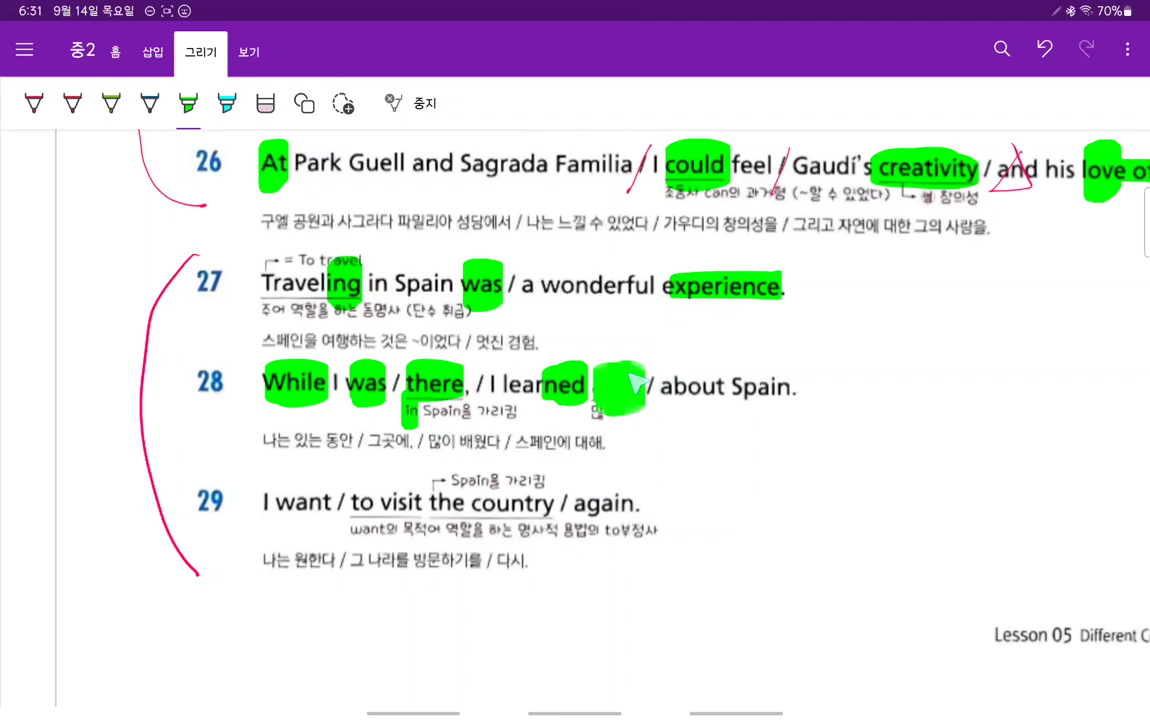 6:31 9월 14일 목요일 70%
중2 홈 삽입 그리기 보기
중지
26 At Park Guell and Sagrada Familia / I could feel / Gaudí's creativity / and his love of
조동사 can의 과거형 (~할 수 있었다) 명 창의성
구엘 공원과 사그라다 파밀리아 성당에서 / 나는 느낄 수 있었다 / 가우디의 창의성을 / 그리고 자연에 대한 그의 사랑을.
= To travel
27 Traveling in Spain was / a wonderful experience.
주어 역할을 하는 동명사 (단수 취급)
스페인을 여행하는 것은 ~이었다 / 멋진 경험.
28 While I was / there, / I learned / about Spain.
in Spain을 가리킴 많
나는 있는 동안 / 그곳에, / 많이 배웠다 / 스페인에 대해.
Spain을 가리킴
29 I want / to visit the country / again.
want의 목적어 역할을 하는 명사적 용법의 to부정사
나는 원한다 / 그 나라를 방문하기를 / 다시.
Lesson 05 Different C